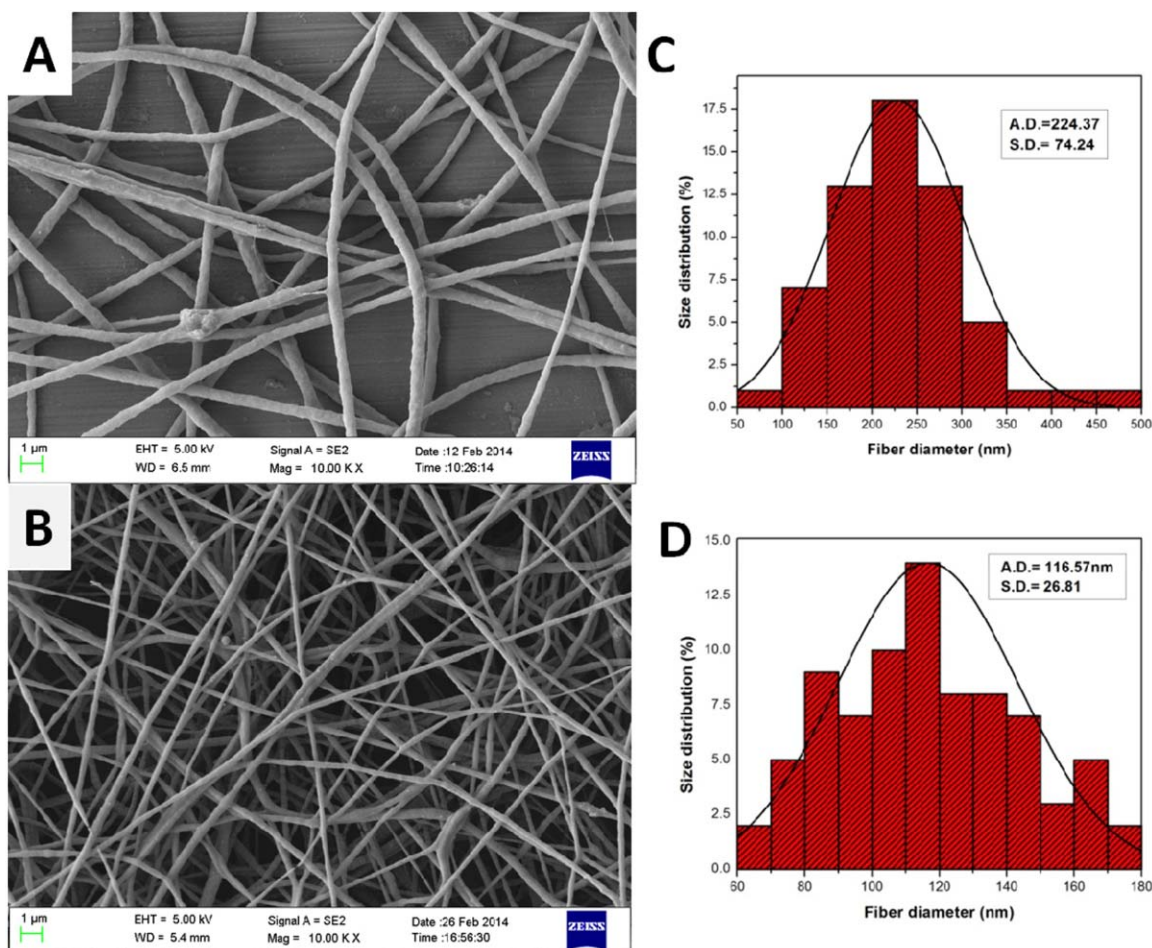 A
1 µm
EHT = 5.00 kV
Signal A = SE2
Date :12 Feb 2014
WD = 6.5 mm
Mag = 10.00 K X
Time :10:26:14
ZEISS
B
1 µm
EHT = 5.00 kV
Signal A = SE2
Date :26 Feb 2014
WD = 5.4 mm
Mag = 10.00 K X
Time :16:56:30
ZEISS
C
A.D.=224.37
S.D.= 74.24
Size distribution (%)
17.5
15.0
12.5
10.0
7.5
5.0
2.5
0.0
50 100 150 200 250 300 350 400 450 500
Fiber diameter (nm)
D
A.D.= 116.57nm
S.D.= 26.81
Size distribution (%)
15.0
12.5
10.0
7.5
5.0
2.5
0.0
60 80 100 120 140 160 180
Fiber diameter (nm)